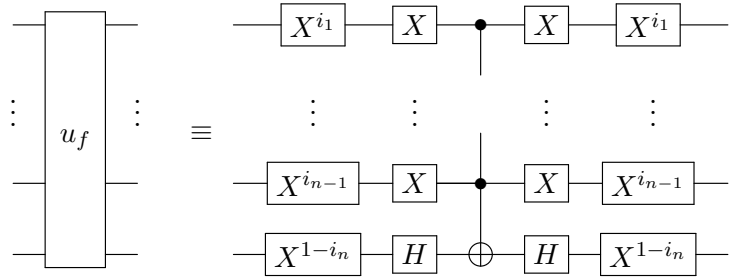 X^{i_1} X X X^{i_1}
⋮ ⋮ ⋮ ⋮ ⋮ ⋮
u_f ≡
X^{i_{n-1}} X X X^{i_{n-1}}
X^{1-i_n} H H X^{1-i_n}